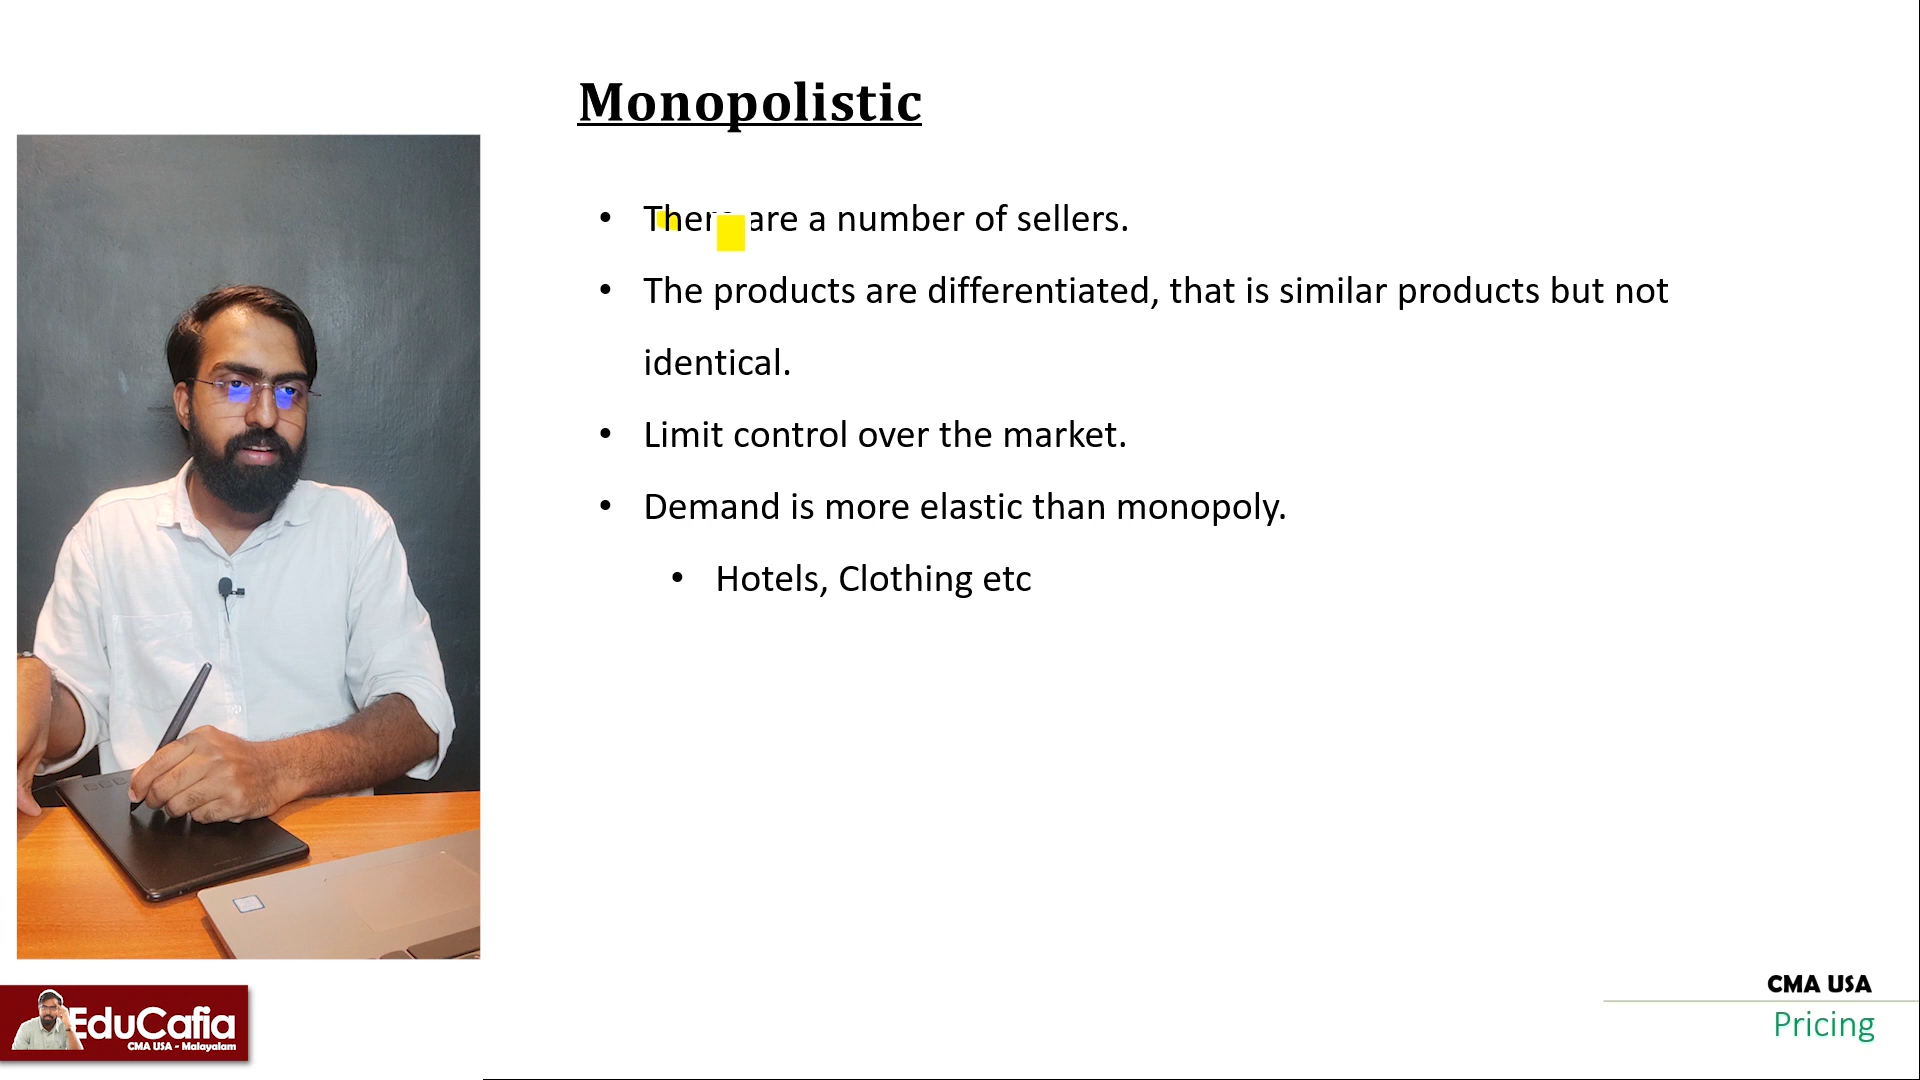 Monopolistic
• There are a number of sellers.
• The products are differentiated, that is similar products but not
identical.
• Limit control over the market.
• Demand is more elastic than monopoly.
• Hotels, Clothing etc
EduCafia
CMA USA - Malayalam
CMA USA
Pricing